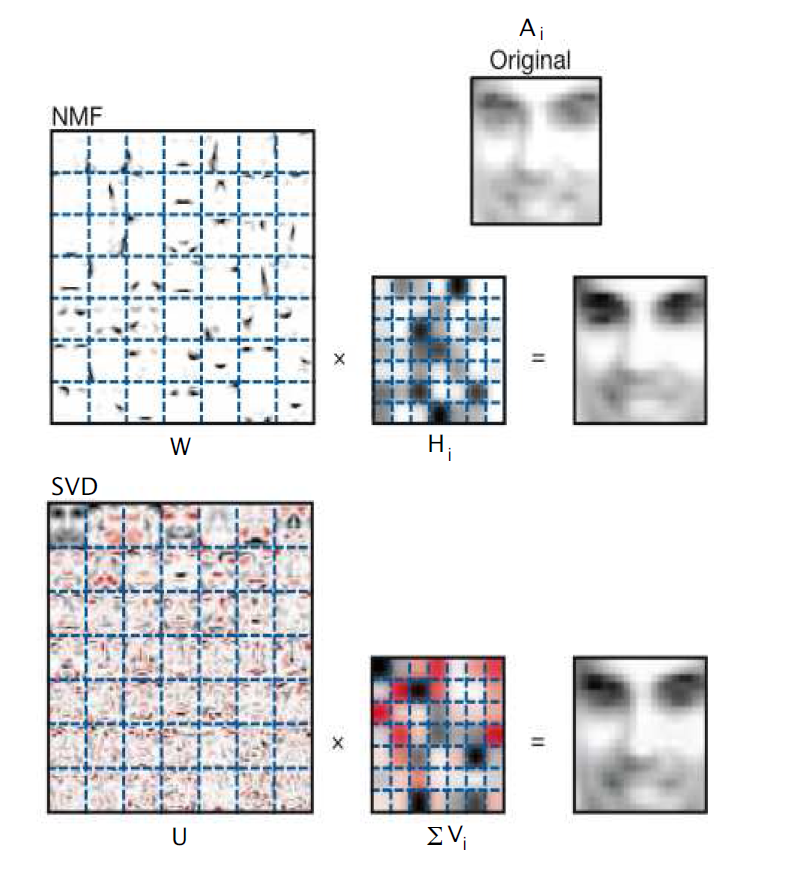 A i
Original
NMF
×
=
W
H i
SVD
×
=
U
Σ V i